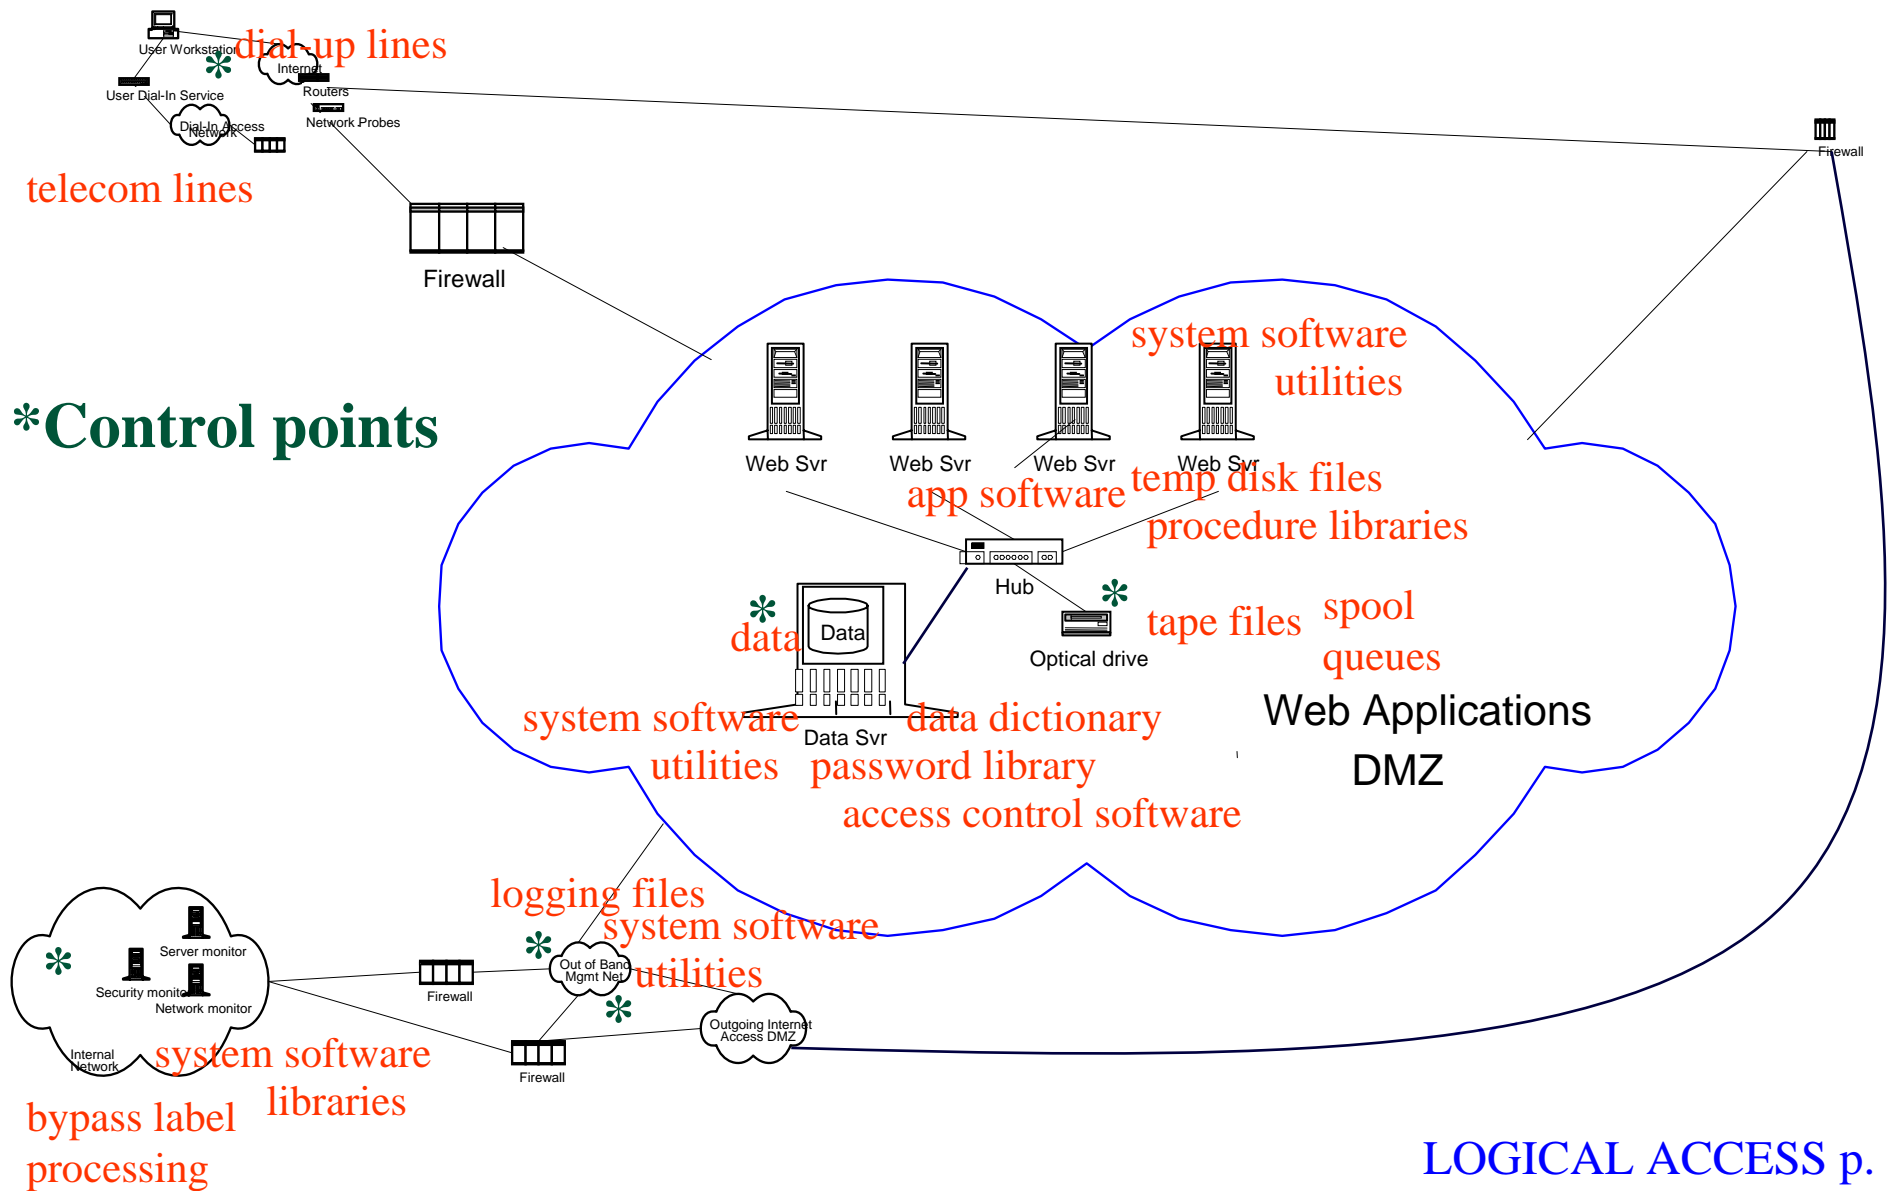 dial-up lines
User Workstation
Internet
User Dial-In Service
Routers
Dial-In Access
Network
Network Probes
Firewall
telecom lines
Firewall
system software
utilities
*Control points
Web Svr
Web Svr
Web Svr
Web Svr
app software
temp disk files
procedure libraries
Hub
data
Data
tape files
spool
queues
Optical drive
system software
utilities
Data Svr
data dictionary
password library
access control software
Web Applications
DMZ
logging files
system software
utilities
Out of Band
Mgmt Net
Server monitor
Security monitor
Network monitor
Firewall
Outgoing Internet
Access DMZ
Internal
Network
Firewall
system software
libraries
bypass label
processing
LOGICAL ACCESS p.